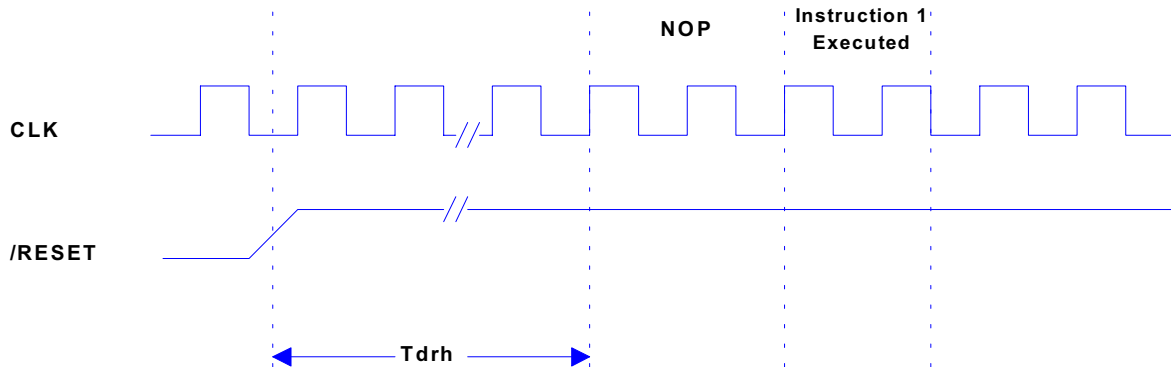 NOP
Instruction 1
Executed
CLK
/RESET
Tdrh